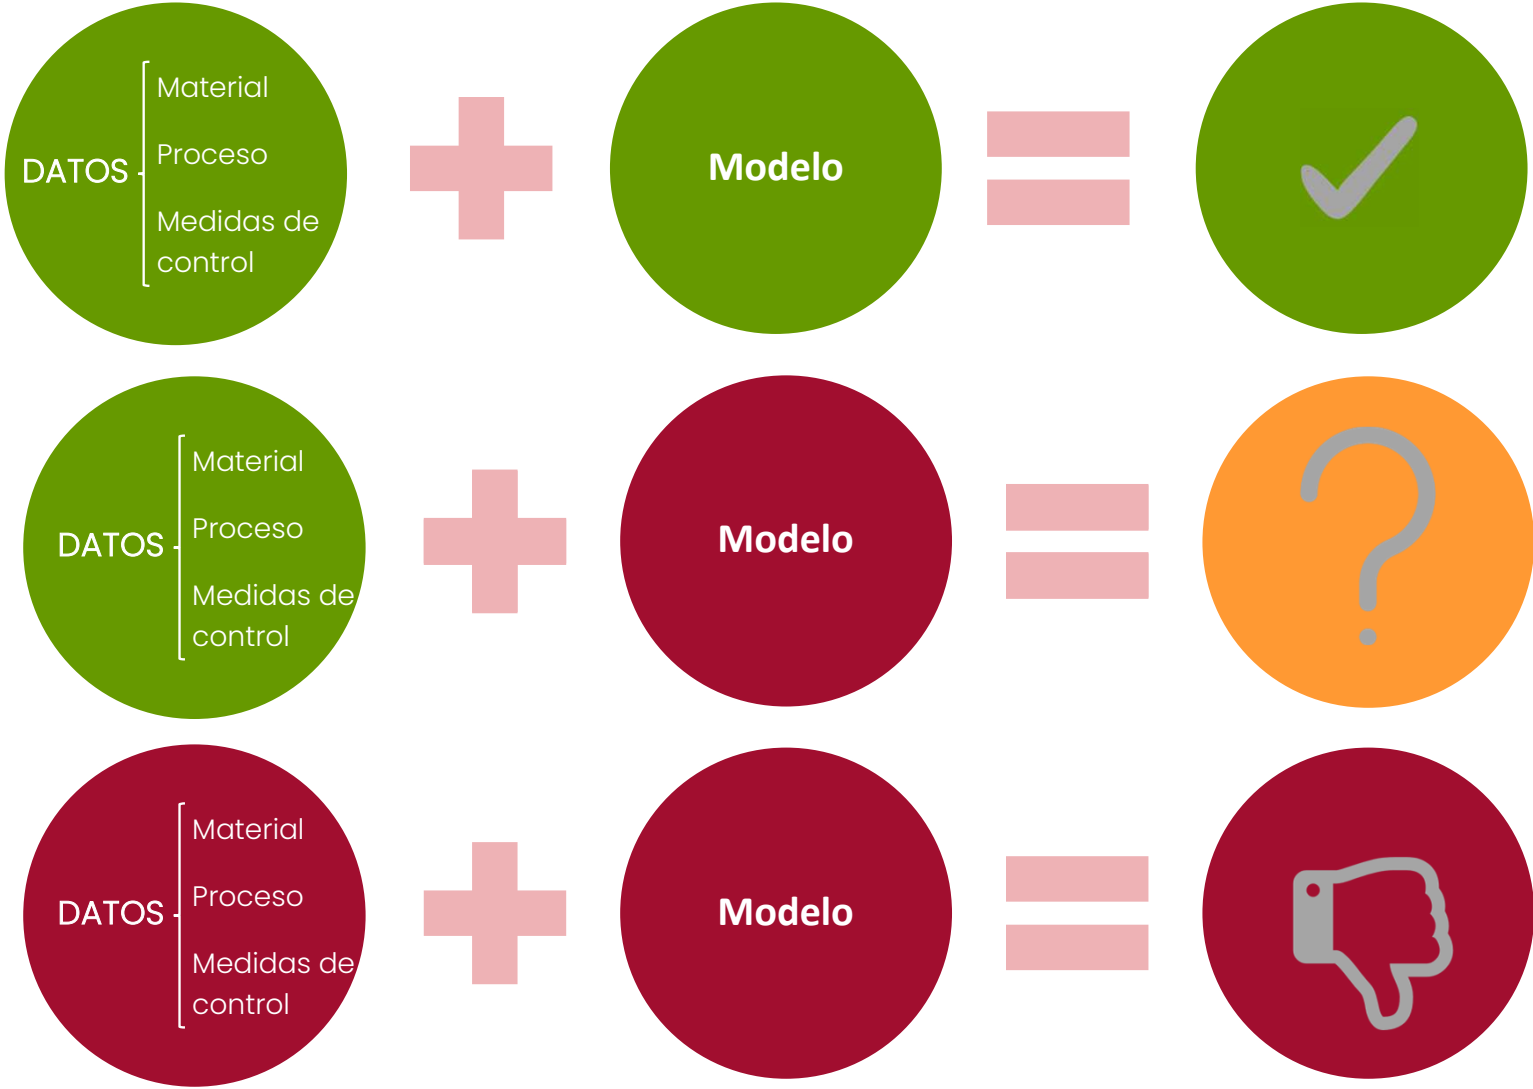 DATOS
Material
Proceso
Medidas de
control
Modelo
DATOS
Material
Proceso
Medidas de
control
Modelo
DATOS
Material
Proceso
Medidas de
control
Modelo